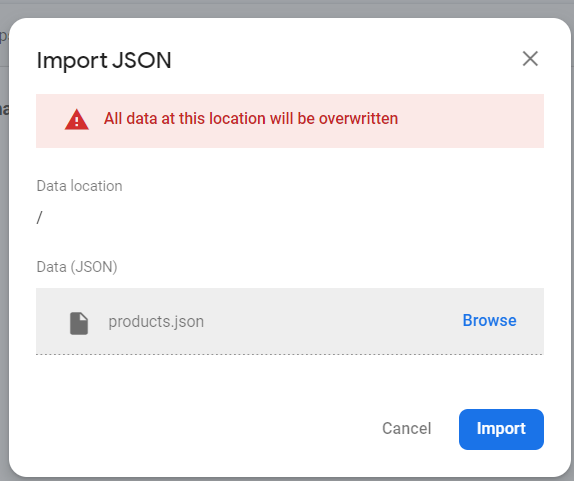 Import JSON
All data at this location will be overwritten
Data location
/
Data (JSON)
products.json
Browse
Cancel
Import